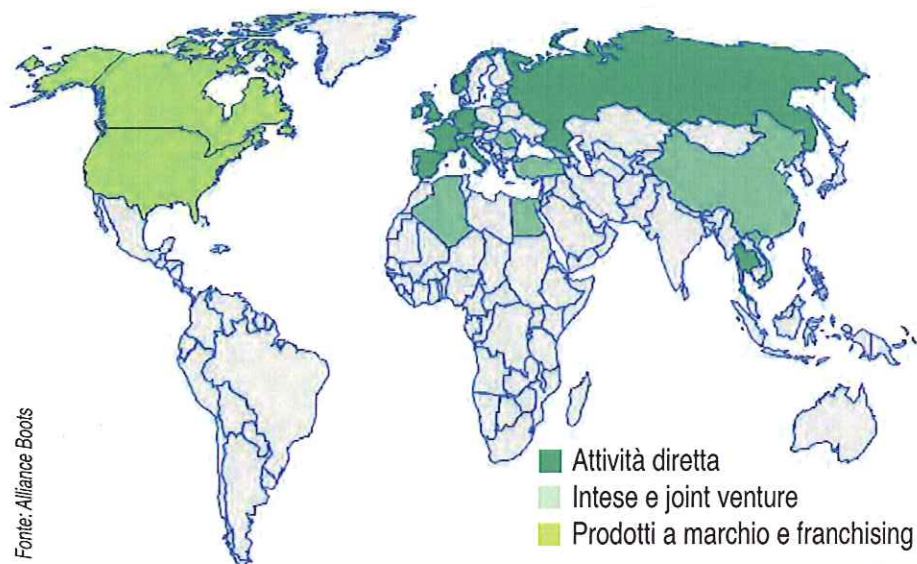 Attività diretta
Intese e joint venture
Prodotti a marchio e franchising
Fonte: Alliance Boots